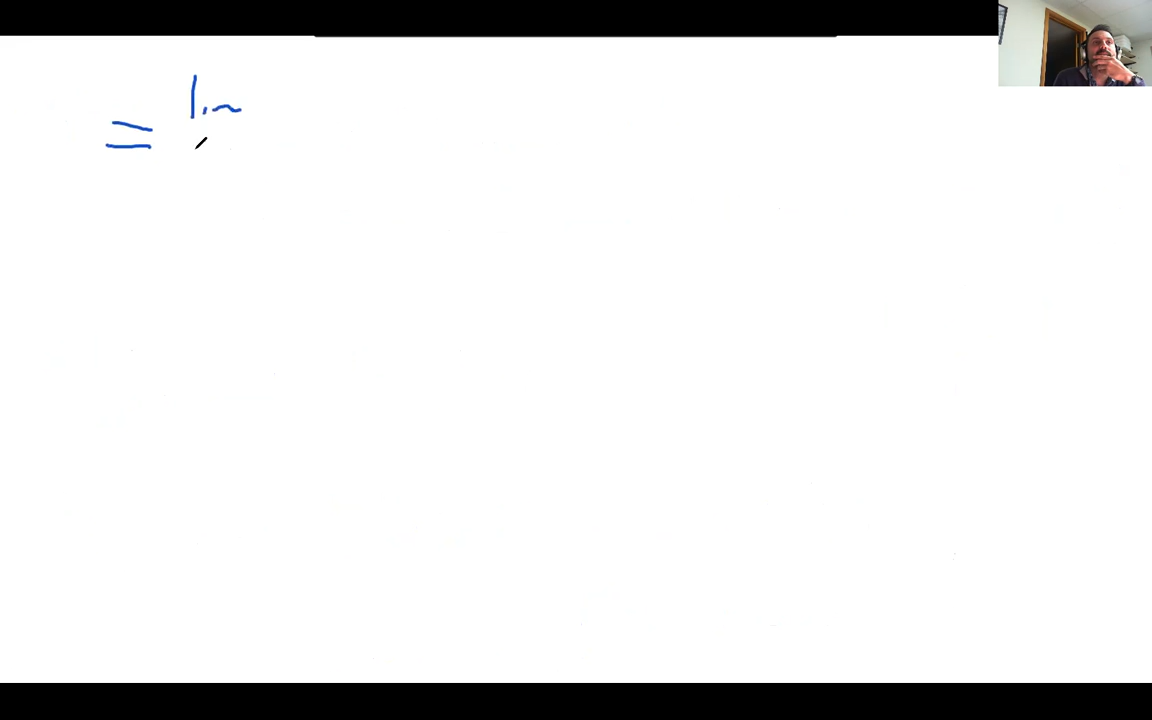 = lim